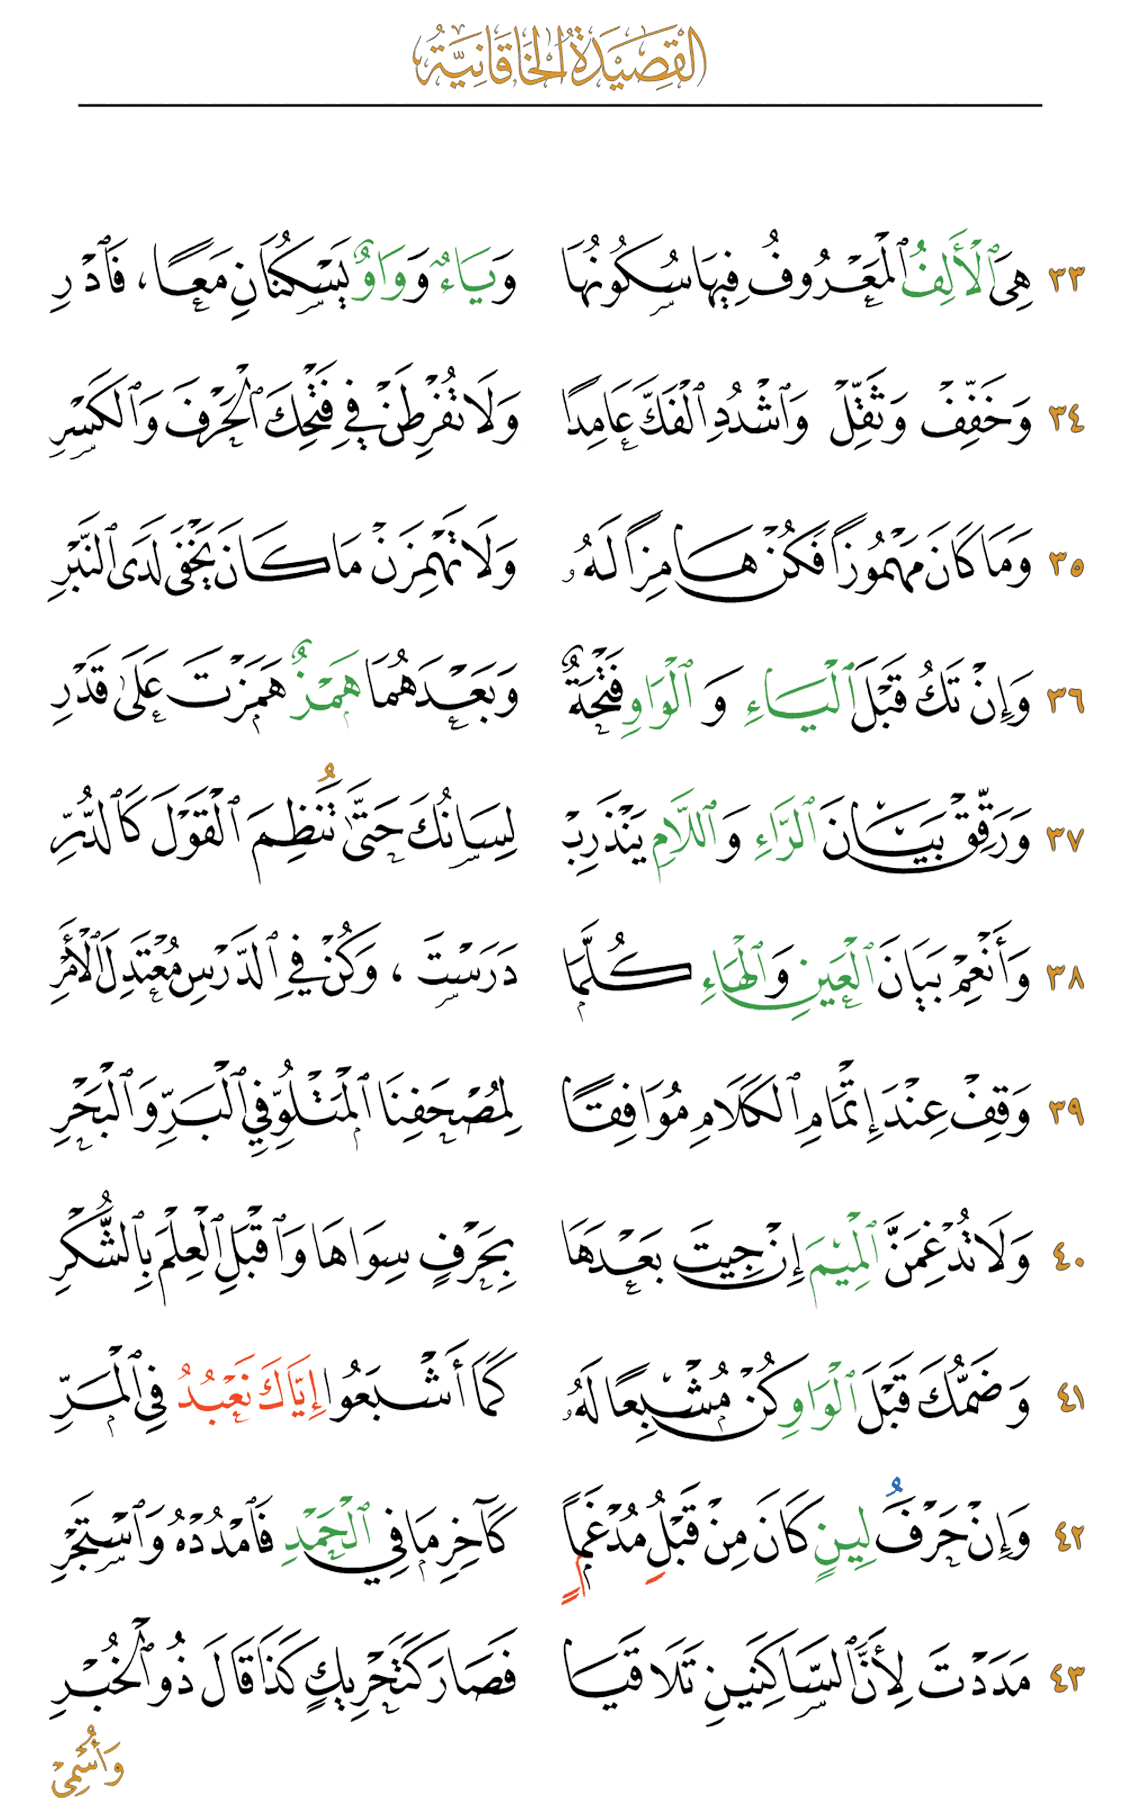 القَصِيدَةُ الخَاقَانِيَّةُ
٣٣ هِيَ ٱلْأَلِفُ ٱلْمَعْرُوفُ فِيهَا سُكُونُهَا وَيَاءٌ وَوَاوٌ يَسْكُنَانِ مَعًا، فَٱدْرِ
٣٤ وَخَفِّفْ وَثَقِّلْ وَٱشْدُدِ ٱلْفَكَّ عَامِدًا وَلَا تُفْرِطَنْ فِي فَتْحِكَ ٱلْحَرْفَ وَٱلْكَسْرِ
٣٥ وَمَا كَانَ مَهْمُوزًا فَكُنْ هَامِزًا لَهُ وَلَا تَهْمِزَنْ مَا كَانَ يَخْفَى لَدَى ٱلنَّبْرِ
٣٦ وَإِنْ تَكُ قَبْلَ ٱلْيَاءِ وَ ٱلْوَاوِ فَتْحَةٌ وَبَعْدَهُمَا هَمْزٌ هَمَزْتَ عَلَى قَدْرِ
٣٧ وَرَقِّقْ بَيَانَ ٱلرَّاءِ وَٱللَّامِ يَنْذَرِبْ لِسَانُكَ حَتَّى تَنْظِمَُ ٱلْقَوْلَ كَٱلدُّرِّ
٣٨ وَأَنْعِمْ بَيَانَ ٱلْعَيْنِ وَٱلْهَاءِ كُلَّمَا دَرَسْتَ ، وَكُنْ فِي ٱلدَّرْسِ مُعْتَدِلَ ٱلْأَمْرِ
٣٩ وَقِفْ عِنْدَ إِتْمَامِ ٱلْكَلَامِ مُوَافِقًا لِمُصْحَفِنَا ٱلْمَتْلُوِّ فِي ٱلْبَرِّ وَٱلْبَحْرِ
٤٠ وَلَا تُدْغِمَنَّ ٱلْمِيْمَ إِنْ جِيتَ بَعْدَهَا بِحَرْفٍ سِوَاهَا وَٱقْبَلِ ٱلْعِلْمَ بِٱلشُّكْرِ
٤١ وَضَمُّكَ قَبْلَ ٱلْوَاوِ كُنْ مُشْبِعًا لَهُ كَمَا أَشْبَعُوا إِيَّاكَ نَعْبُدُ فِي ٱلْمَرِّ
٤٢ وَإِنْ حَرْفَُ لِينٍ كَانَ مِنْ قَبْلُِ مُدْغَمًٍا كَآخِرِ مَا فِي ٱلْحَمْدِ فَٱمْدُدْهُ وَٱسْتَجْرِ
٤٣ مَدَدْتَ لِأَنَّ ٱلسَّاكِنَيْنِ تَلَاقَيَا فَصَارَ كَتَحْرِيكٍ كَذَا قَالَ ذُو ٱلْخُبْرِ
وَأُسْمِيْ